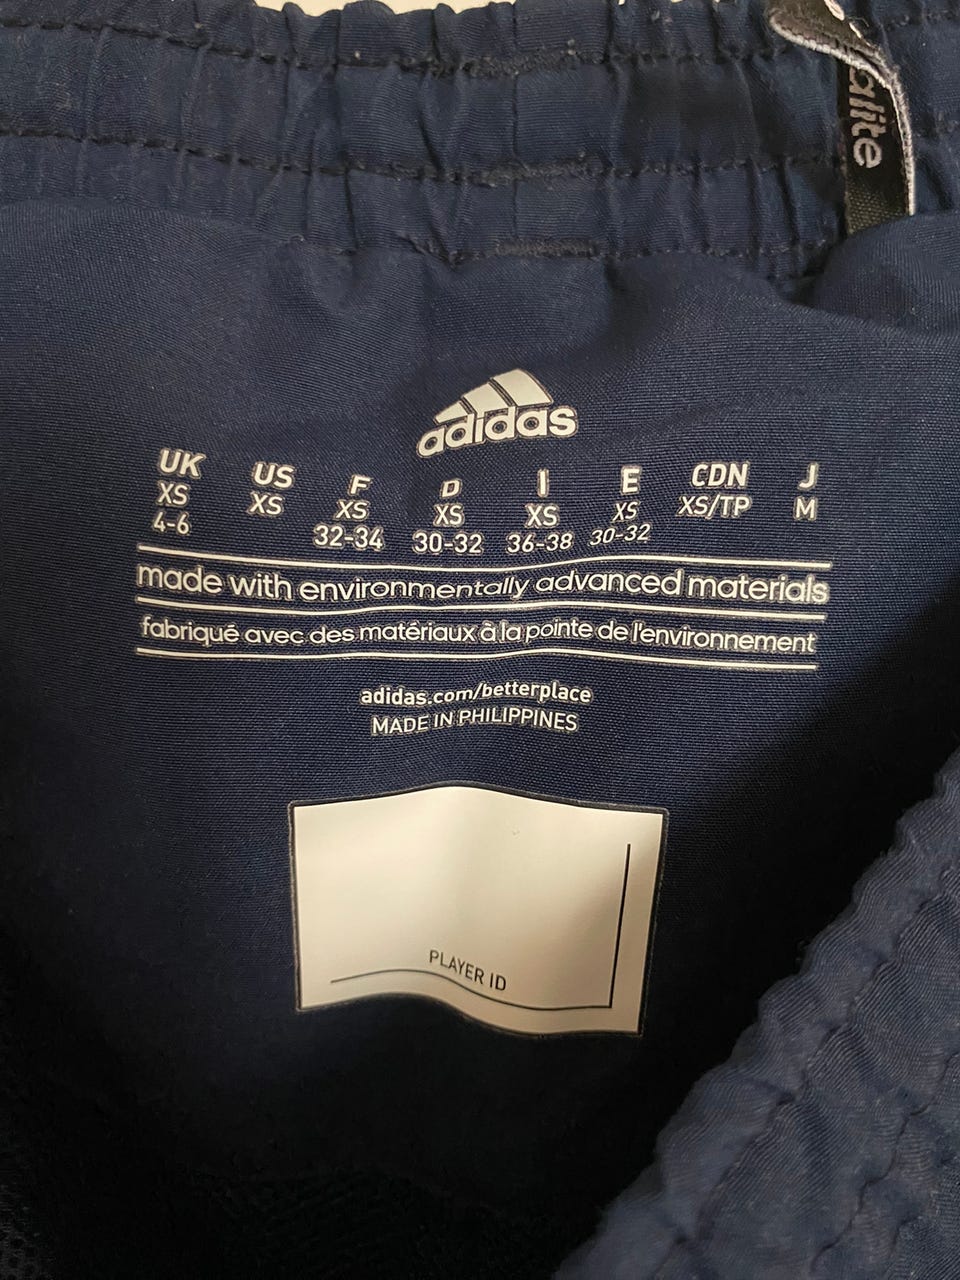 alite
adidas
UK US F D I E CDN J
XS XS XS XS XS XS XS/TP M
4-6 32-34 30-32 36-38 30-32
made with environmentally advanced materials
fabriqué avec des matériaux à la pointe de l'environnement
adidas.com/betterplace
MADE IN PHILIPPINES
PLAYER ID